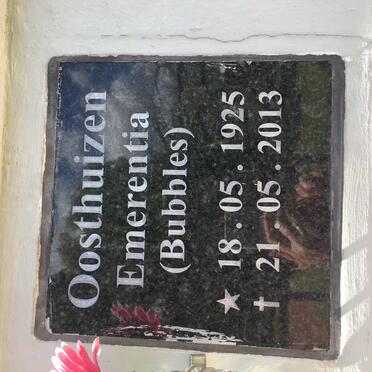 Oosthuizen
Emerentia
(Bubbles)
★ 18 . 05 . 1925
✝ 21 . 05 . 2013